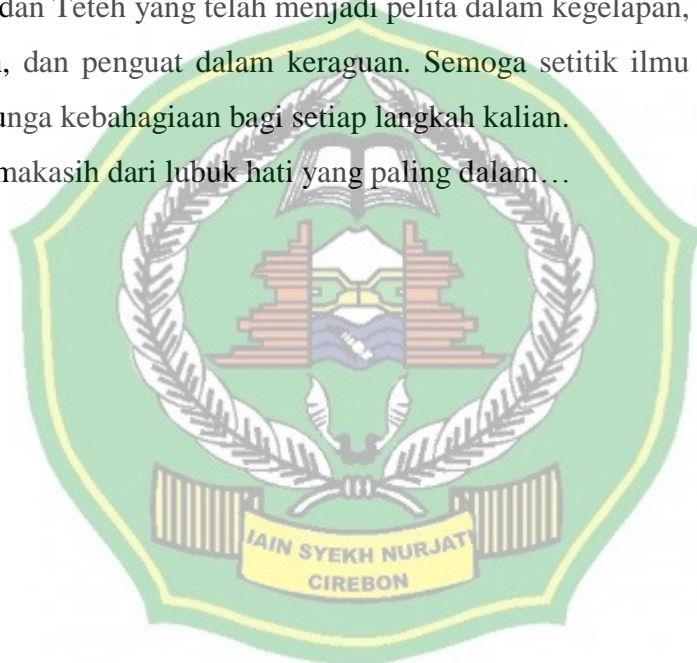 dan Teteh yang telah menjadi pelita dalam kegelapan,
, dan penguat dalam keraguan. Semoga setitik ilmu
unga kebahagiaan bagi setiap langkah kalian.
makasih dari lubuk hati yang paling dalam…
IAIN SYEKH NURJATI
CIREBON